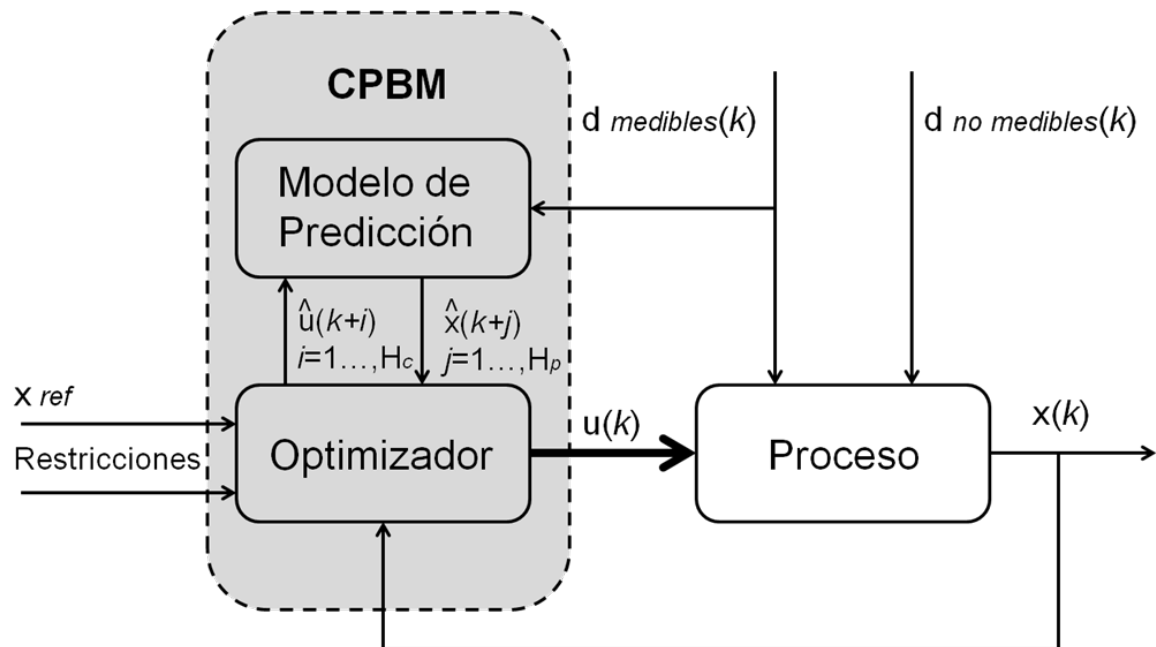 CPBM
d medibles(k)
d no medibles(k)
Modelo de
Predicción
û(k+i)
i=1...,Hc
x̂(k+j)
j=1...,Hp
x ref
Restricciones
Optimizador
u(k)
Proceso
x(k)